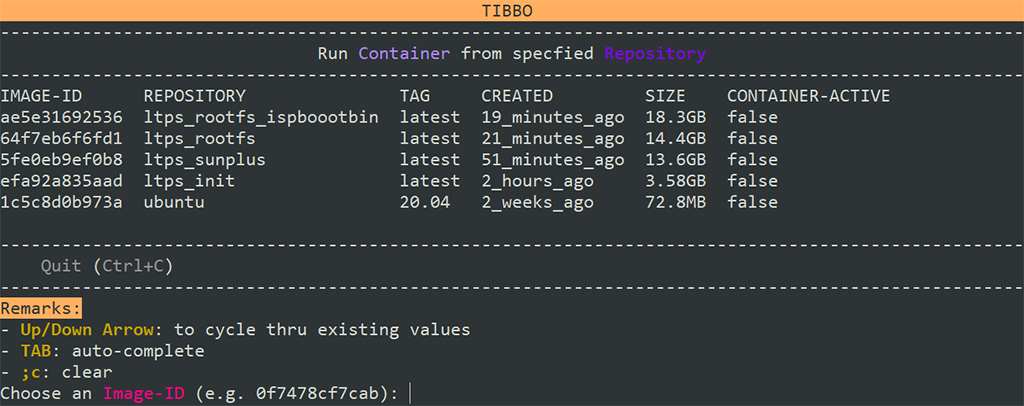 TIBBO
Run Container from specfied Repository
IMAGE-ID REPOSITORY TAG CREATED SIZE CONTAINER-ACTIVE
ae5e31692536 ltps_rootfs_ispboootbin latest 19_minutes_ago 18.3GB false
64f7eb6f6fd1 ltps_rootfs latest 21_minutes_ago 14.4GB false
5fe0eb9ef0b8 ltps_sunplus latest 51_minutes_ago 13.6GB false
efa92a835aad ltps_init latest 2_hours_ago 3.58GB false
1c5c8d0b973a ubuntu 20.04 2_weeks_ago 72.8MB false
Quit (Ctrl+C)
Remarks:
- Up/Down Arrow: to cycle thru existing values
- TAB: auto-complete
- ;c: clear
Choose an Image-ID (e.g. 0f7478cf7cab):